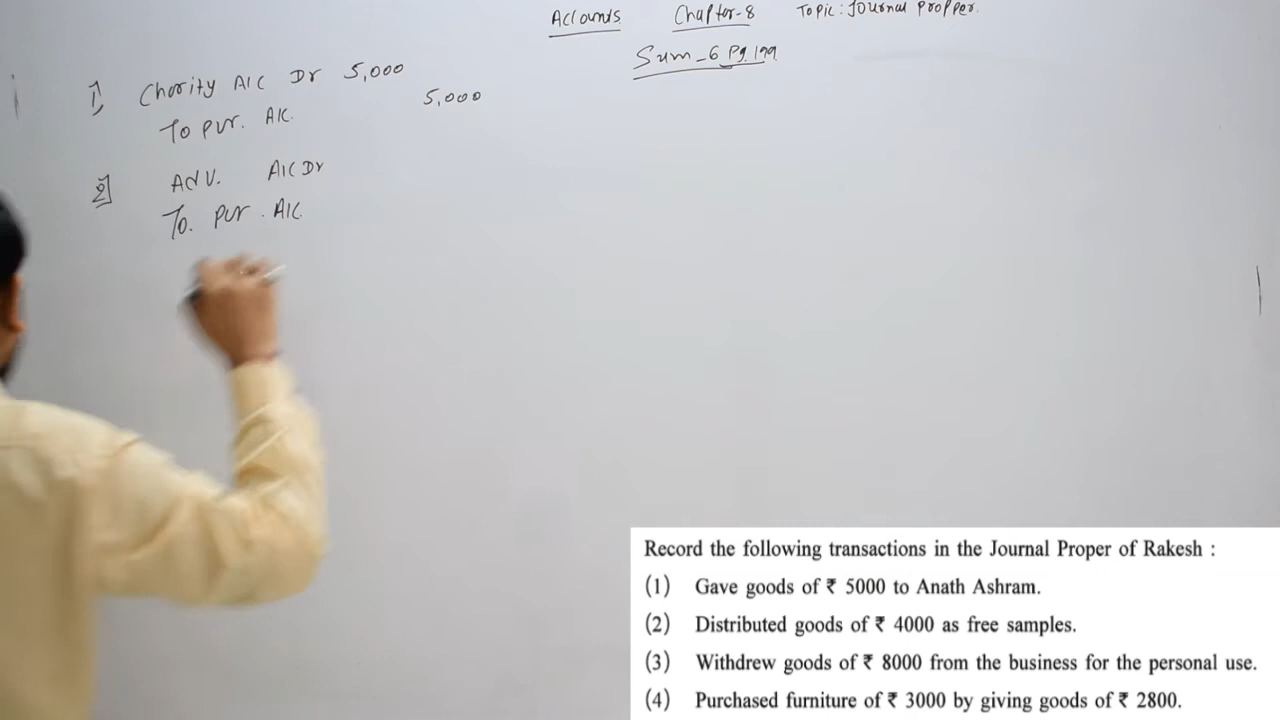 Accounts Chapter-8 Topic: Journal Propper.
Sum-6 Pg. 179
1] Chority A/C Dr 5,000
To pur. A/C. 5,000
2] Adv. A/C Dr
To. pur. A/C
Record the following transactions in the Journal Proper of Rakesh :
(1) Gave goods of ₹ 5000 to Anath Ashram.
(2) Distributed goods of ₹ 4000 as free samples.
(3) Withdrew goods of ₹ 8000 from the business for the personal use.
(4) Purchased furniture of ₹ 3000 by giving goods of ₹ 2800.